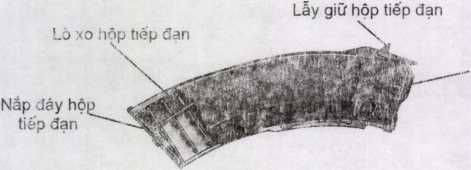 Lẫy giữ hộp tiếp đạn
Lò xo hộp tiếp đạn
Nắp đáy hộp
tiếp đạn